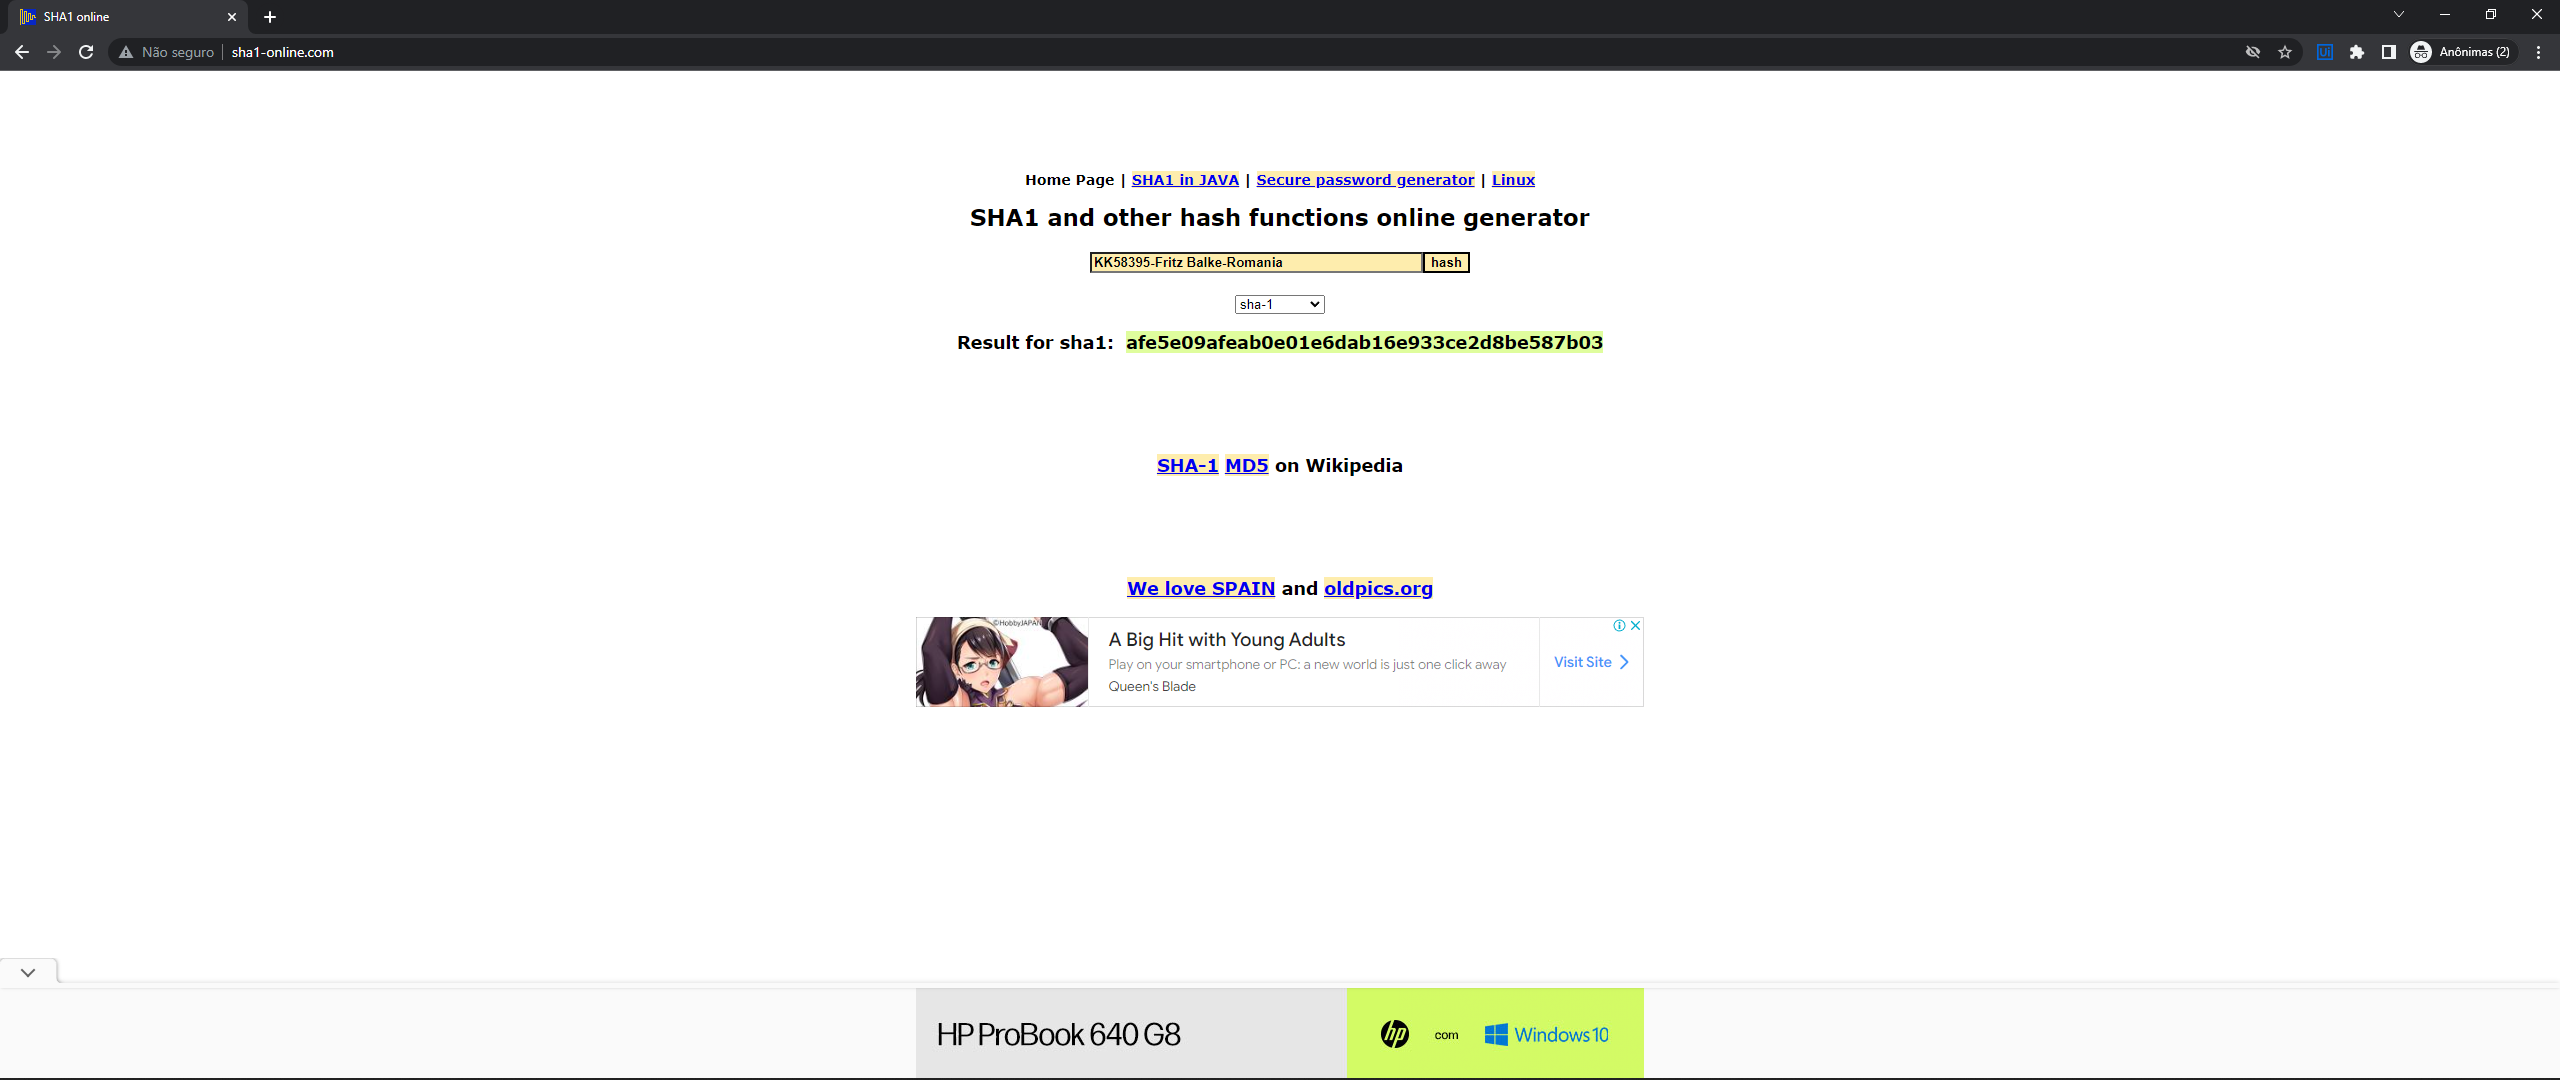 SHA1 online
Não seguro | sha1-online.com
Anônimas (2)
Home Page | SHA1 in JAVA | Secure password generator | Linux
SHA1 and other hash functions online generator
KK58395-Fritz Balke-Romania hash
sha-1
Result for sha1: afe5e09afeab0e01e6dab16e933ce2d8be587b03
SHA-1 MD5 on Wikipedia
We love SPAIN and oldpics.org
©HobbyJAPAN
A Big Hit with Young Adults
Play on your smartphone or PC: a new world is just one click away
Queen's Blade
Visit Site
HP ProBook 640 G8
hp com Windows 10